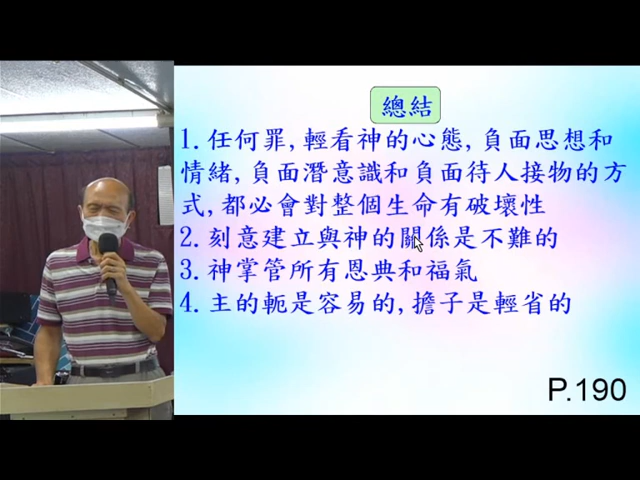 總結
1.任何罪,輕看神的心態,負面思想和
情緒,負面潛意識和負面待人接物的方
式,都必會對整個生命有破壞性
2.刻意建立與神的關係是不難的
3.神掌管所有恩典和福氣
4.主的軛是容易的,擔子是輕省的
P.190